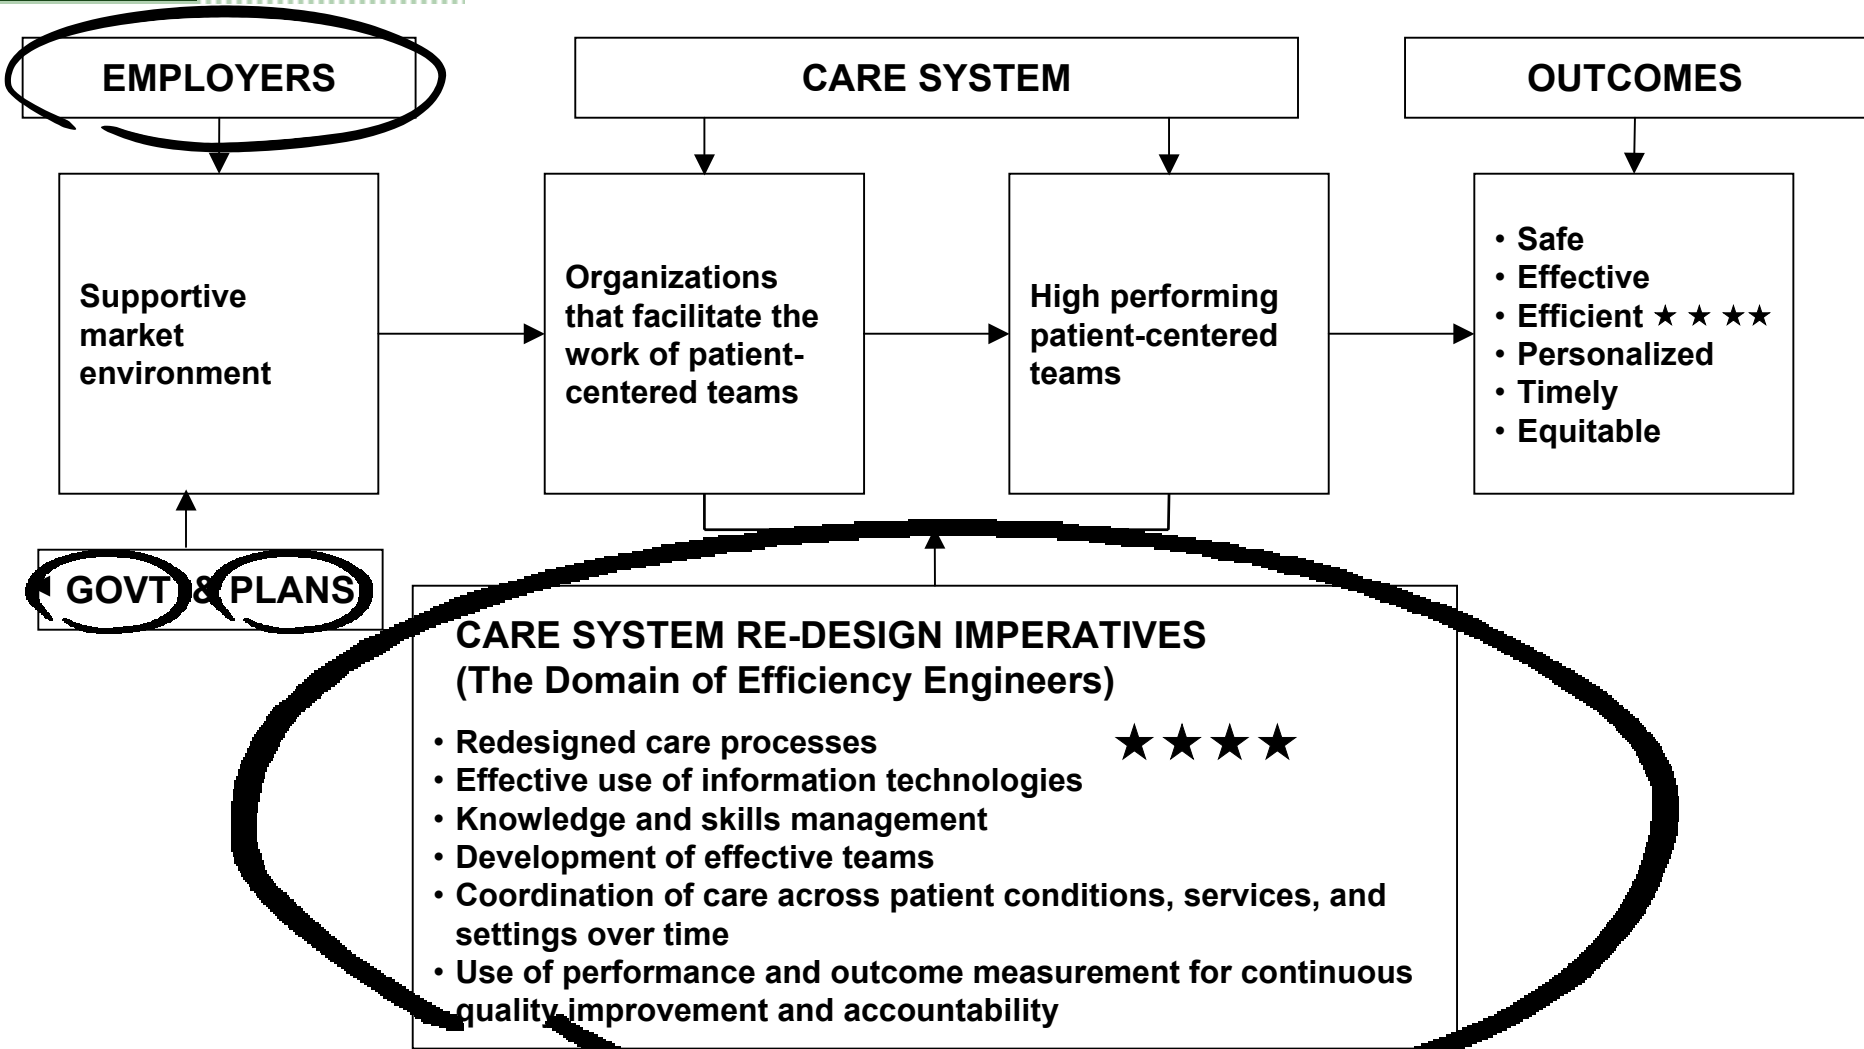 EMPLOYERS
CARE SYSTEM
OUTCOMES
Supportive
market
environment
Organizations
that facilitate the
work of patient-
centered teams
High performing
patient-centered
teams
• Safe
• Effective
• Efficient ★ ★ ★★
• Personalized
• Timely
• Equitable
GOVT & PLANS
CARE SYSTEM RE-DESIGN IMPERATIVES
(The Domain of Efficiency Engineers)
• Redesigned care processes ★★★★
• Effective use of information technologies
• Knowledge and skills management
• Development of effective teams
• Coordination of care across patient conditions, services, and
settings over time
• Use of performance and outcome measurement for continuous
quality improvement and accountability